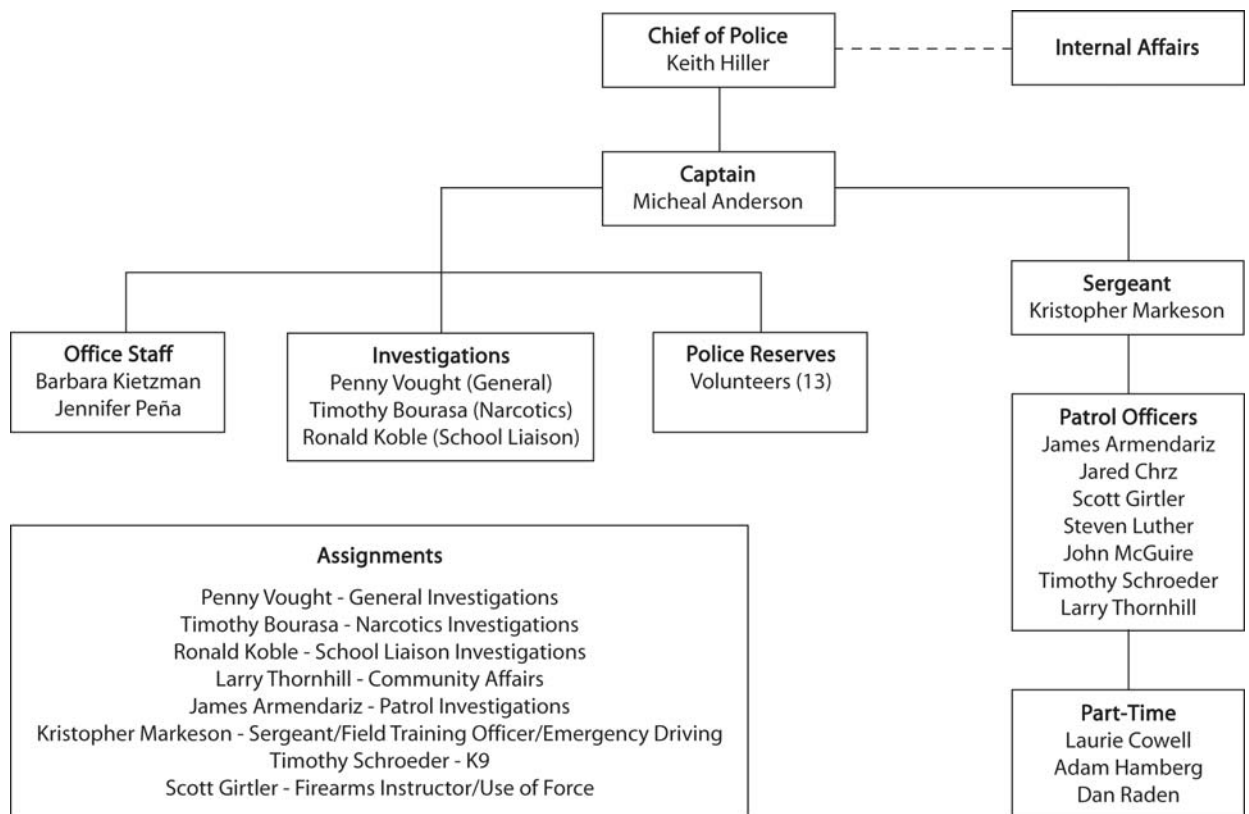 Chief of Police
Keith Hiller
Internal Affairs
Captain
Micheal Anderson
Sergeant
Kristopher Markeson
Office Staff
Barbara Kietzman
Jennifer Peña
Investigations
Penny Vought (General)
Timothy Bourasa (Narcotics)
Ronald Koble (School Liaison)
Police Reserves
Volunteers (13)
Patrol Officers
James Armendariz
Jared Chrz
Scott Girtler
Steven Luther
John McGuire
Timothy Schroeder
Larry Thornhill
Assignments
Penny Vought - General Investigations
Timothy Bourasa - Narcotics Investigations
Ronald Koble - School Liaison Investigations
Larry Thornhill - Community Affairs
James Armendariz - Patrol Investigations
Kristopher Markeson - Sergeant/Field Training Officer/Emergency Driving
Timothy Schroeder - K9
Scott Girtler - Firearms Instructor/Use of Force
Part-Time
Laurie Cowell
Adam Hamberg
Dan Raden